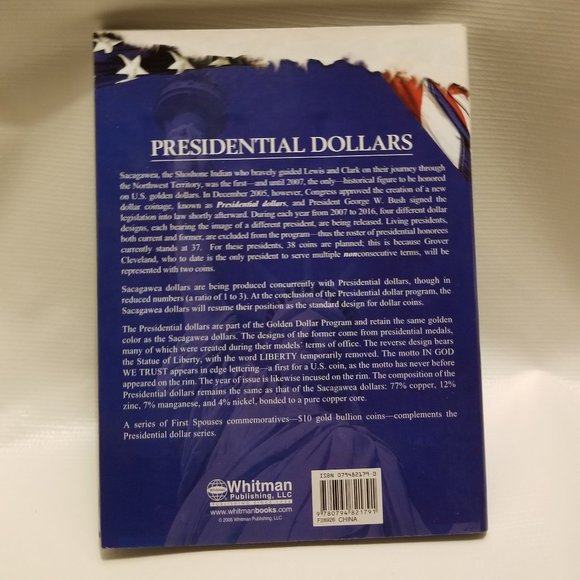 PRESIDENTIAL DOLLARS
Sacagawea, the Shoshone Indian who bravely guided Lewis and Clark on their journey through
the Northwest Territory, was the first—and until 2007, the only—historical figure to be honored
on U.S. golden dollars. In December 2005, however, Congress approved the creation of a new
dollar coinage, known as Presidential dollars, and President George W. Bush signed the
legislation into law shortly afterward. During each year from 2007 to 2016, four different dollar
designs, each bearing the image of a different president, are being released. Living presidents,
both current and former, are excluded from the program—thus the roster of presidential honorees
currently stands at 37. For these presidents, 38 coins are planned; this is because Grover
Cleveland, who to date is the only president to serve multiple nonconsecutive terms, will be
represented with two coins.
Sacagawea dollars are being produced concurrently with Presidential dollars, though in
reduced numbers (a ratio of 1 to 3). At the conclusion of the Presidential dollar program, the
Sacagawea dollars will resume their position as the standard design for dollar coins.
The Presidential dollars are part of the Golden Dollar Program and retain the same golden
color as the Sacagawea dollars. The designs of the former come from presidential medals,
many of which were created during their models' terms of office. The reverse design bears
the Statue of Liberty, with the word LIBERTY temporarily removed. The motto IN GOD
WE TRUST appears in edge lettering—a first for a U.S. coin, as the motto has never before
appeared on the rim. The year of issue is likewise incused on the rim. The composition of the
Presidential dollars remains the same as that of the Sacagawea dollars: 77% copper, 12%
zinc, 7% manganese, and 4% nickel, bonded to a pure copper core.
A series of First Spouses commemoratives—$10 gold bullion coins—complements the
Presidential dollar series.
Whitman
Publishing, LLC
www.whitmanbooks.com
© 2006 Whitman Publishing, LLC
ISBN 079482179-0
9 780794 821791
F26926 CHINA